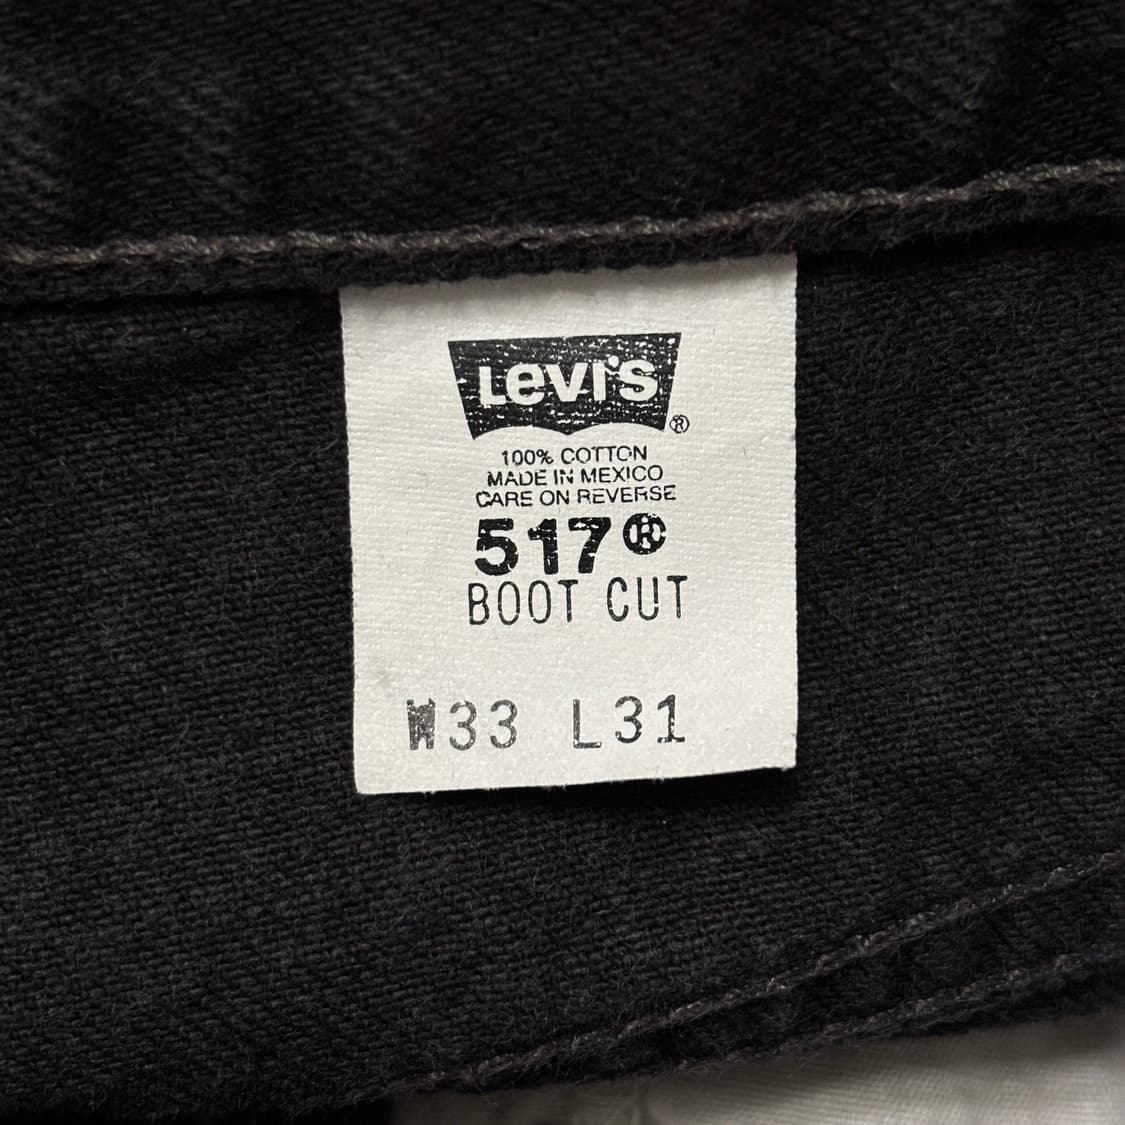 Levi's®
100% COTTON
MADE IN MEXICO
CARE ON REVERSE
517®
BOOT CUT
W33 L31